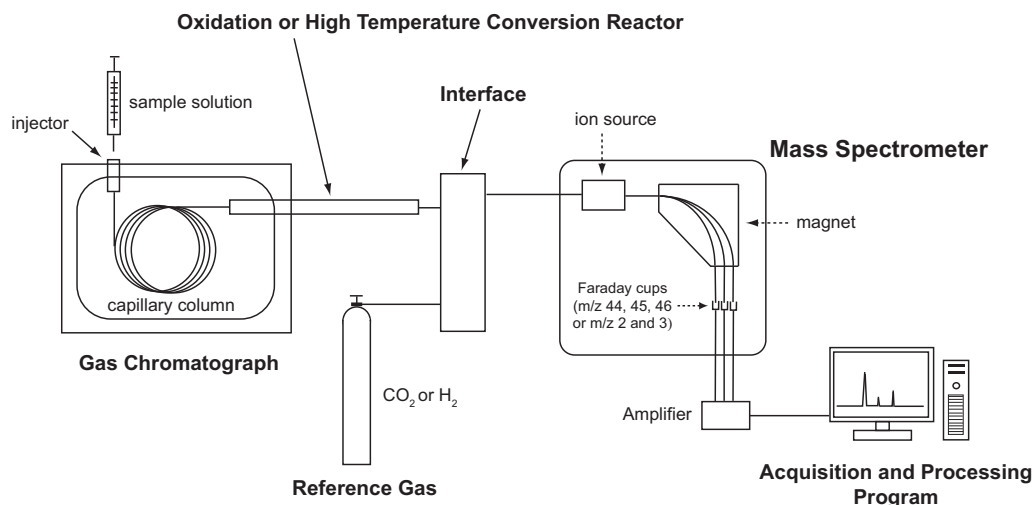 Oxidation or High Temperature Conversion Reactor
sample solution
injector
Interface
ion source
Mass Spectrometer
magnet
capillary column
Faraday cups
(m/z 44, 45, 46
or m/z 2 and 3)
Gas Chromatograph
CO2 or H2
Amplifier
Reference Gas
Acquisition and Processing
Program